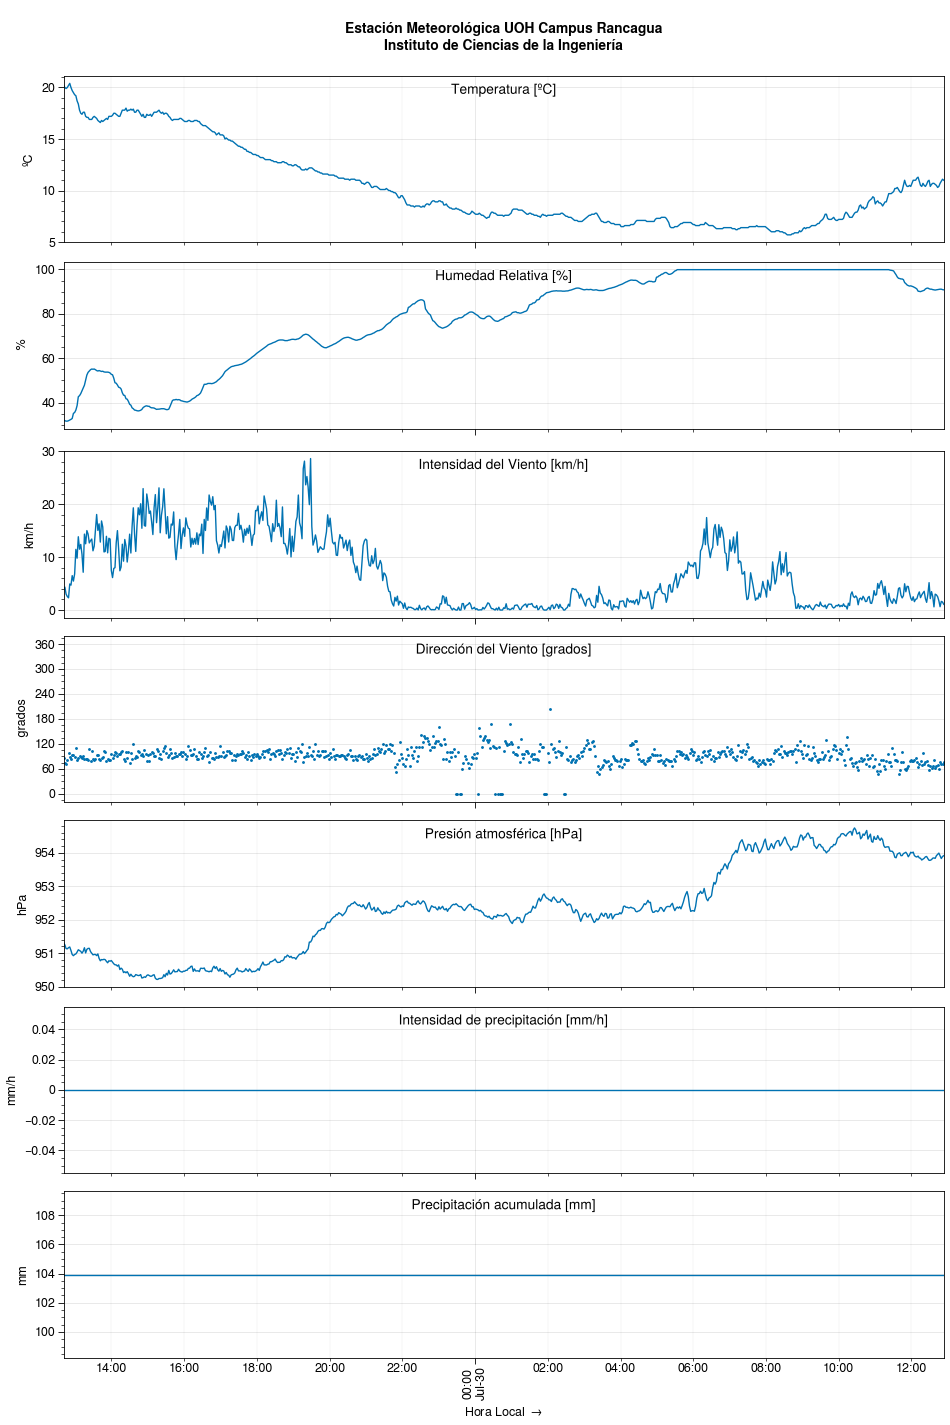 Estación Meteorológica UOH Campus Rancagua
Instituto de Ciencias de la Ingeniería
Temperatura [ºC]
ºC
20
15
10
5
Humedad Relativa [%]
%
100
80
60
40
Intensidad del Viento [km/h]
km/h
30
20
10
0
Dirección del Viento [grados]
grados
360
300
240
180
120
60
0
Presión atmosférica [hPa]
hPa
954
953
952
951
950
Intensidad de precipitación [mm/h]
mm/h
0.04
0.02
0
−0.02
−0.04
Precipitación acumulada [mm]
mm
108
106
104
102
100
14:00 16:00 18:00 20:00 22:00 00:00 02:00 04:00 06:00 08:00 10:00 12:00
Jul-30
Hora Local →